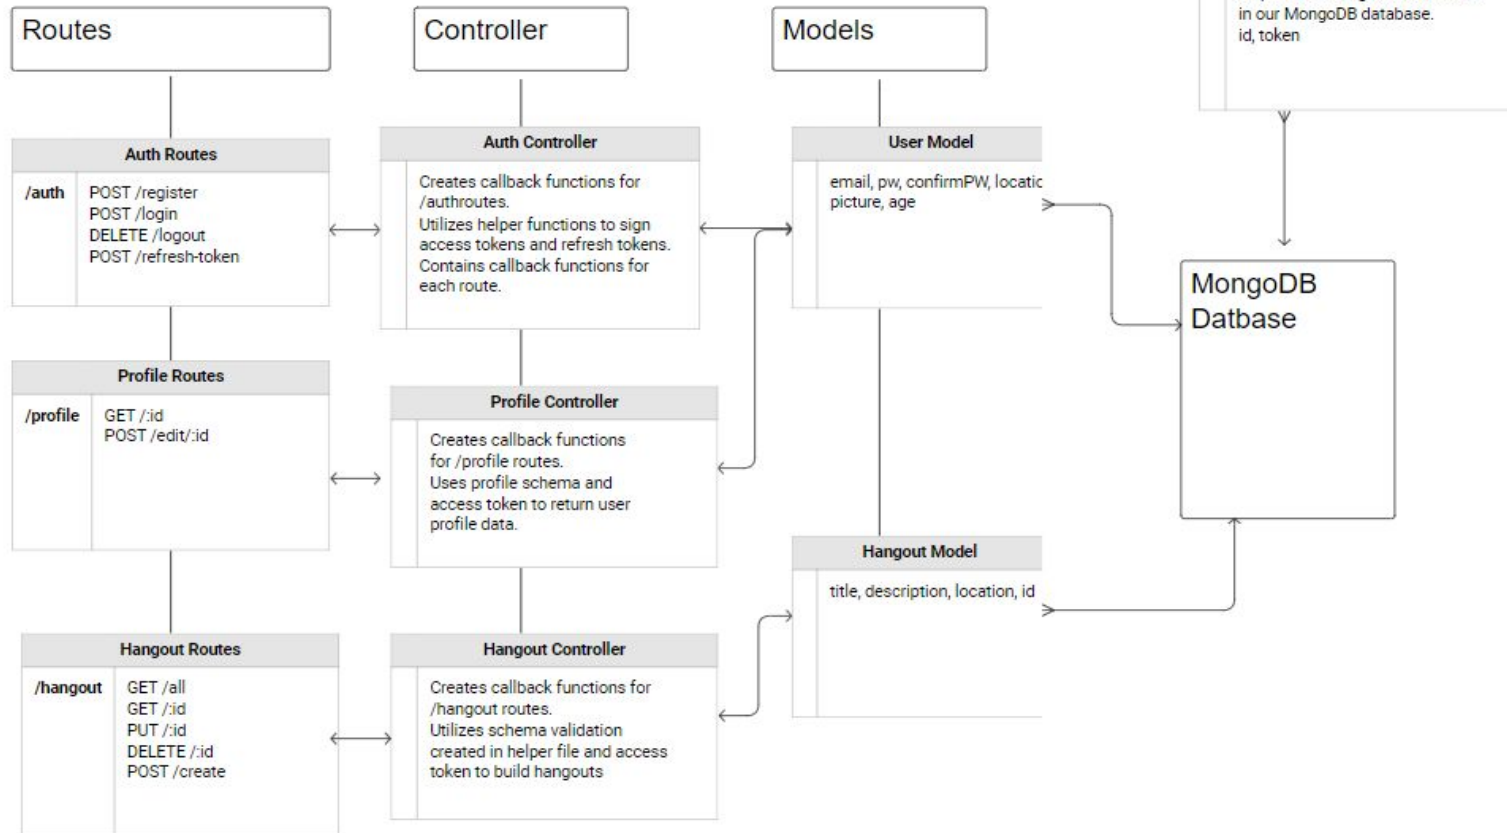 Routes
Controller
Models
in our MongoDB database.
id, token
Auth Routes
/auth
POST /register
POST /login
DELETE /logout
POST /refresh-token
Auth Controller
Creates callback functions for
/authroutes.
Utilizes helper functions to sign
access tokens and refresh tokens.
Contains callback functions for
each route.
User Model
email, pw, confirmPW, locatic
picture, age
MongoDB
Datbase
Profile Routes
/profile
GET /:id
POST /edit/:id
Profile Controller
Creates callback functions
for /profile routes.
Uses profile schema and
access token to return user
profile data.
Hangout Model
title, description, location, id
Hangout Routes
/hangout
GET /all
GET /:id
PUT /:id
DELETE /:id
POST /create
Hangout Controller
Creates callback functions for
/hangout routes.
Utilizes schema validation
created in helper file and access
token to build hangouts